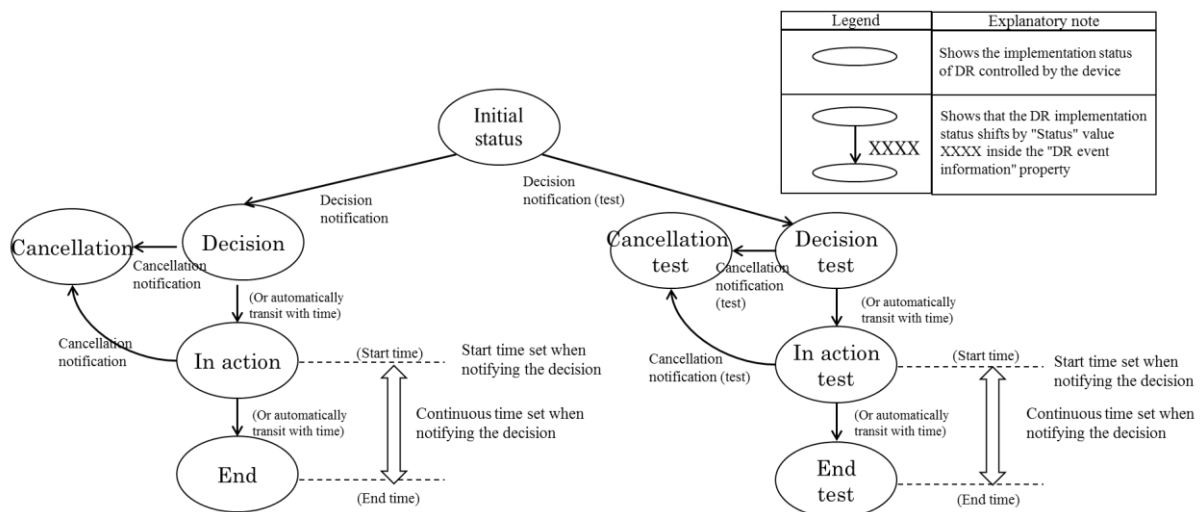 Legend
Explanatory note
Shows the implementation status
of DR controlled by the device
XXXX
Shows that the DR implementation
status shifts by "Status" value
XXXX inside the "DR event
information" property
Initial
status
Decision
notification
Decision
notification (test)
Cancellation
Decision
Cancellation
notification
(Or automatically
transit with time)
Cancellation
notification
In action
(Start time)
Start time set when
notifying the decision
Continuous time set when
notifying the decision
(Or automatically
transit with time)
End
(End time)
Cancellation
test
Decision
test
Cancellation
notification
(test)
(Or automatically
transit with time)
Cancellation
notification (test)
In action
test
(Start time)
Start time set when
notifying the decision
Continuous time set when
notifying the decision
(Or automatically
transit with time)
End
test
(End time)